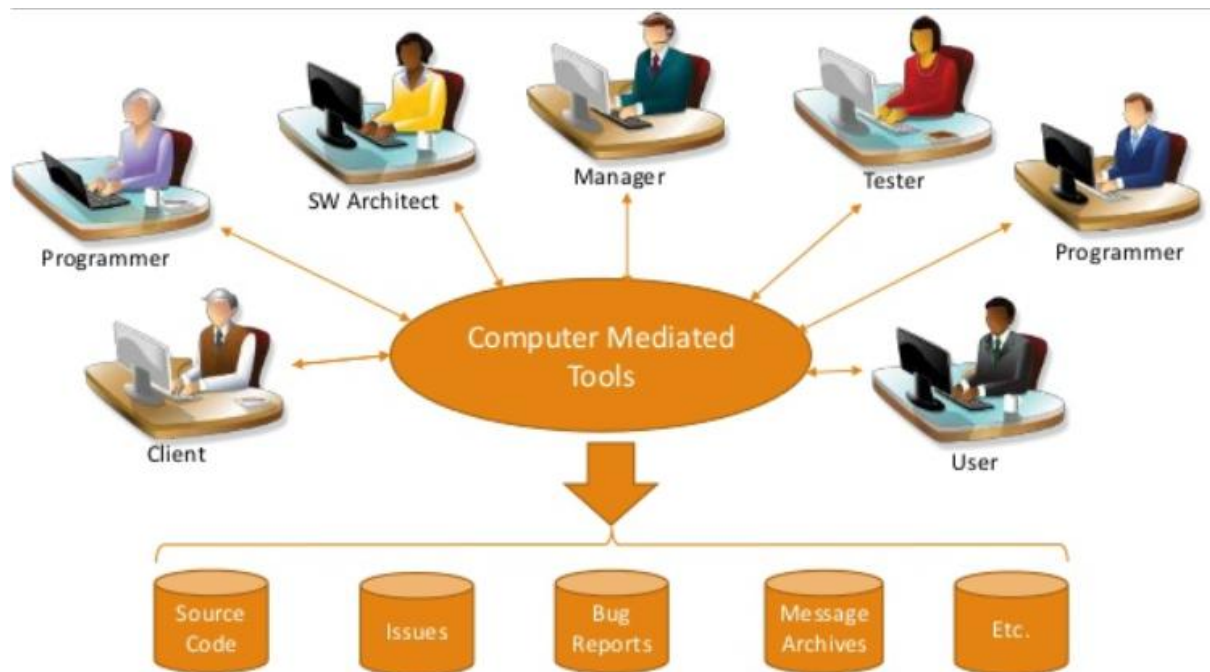 Manager
Tester
SW Architect
Programmer
Programmer
Computer Mediated
Tools
Client
User
Source
Code
Issues
Bug
Reports
Message
Archives
Etc.